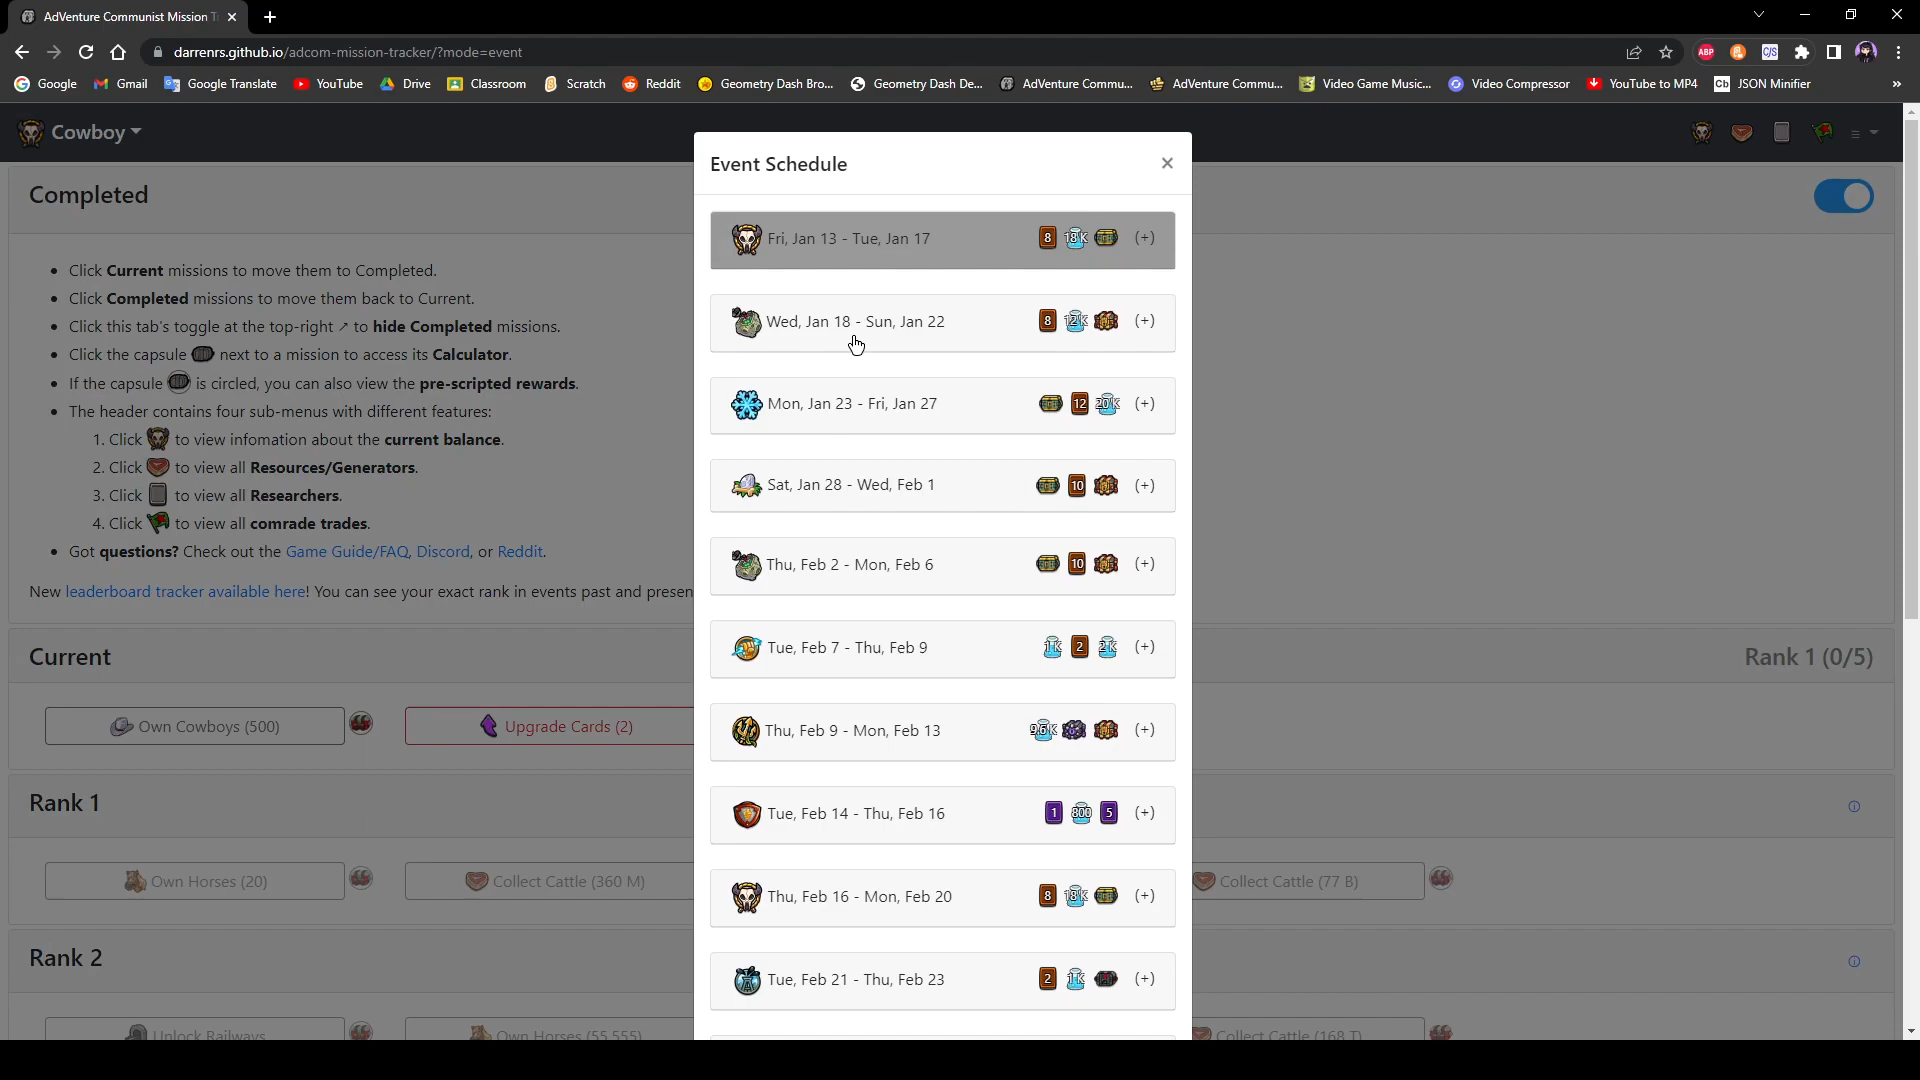 AdVenture Communist Mission T
darrenrs.github.io/adcom-mission-tracker/?mode=event
ABP C/S
Google Gmail Google Translate YouTube Drive Classroom Scratch Reddit Geometry Dash Bro... Geometry Dash De... AdVenture Commu... AdVenture Commu... Video Game Music... Video Compressor YouTube to MP4 Cb JSON Minifier »
Cowboy
Event Schedule ×
Completed
Click Current missions to move them to Completed.
Click Completed missions to move them back to Current.
Click this tab's toggle at the top-right ↗ to hide Completed missions.
Click the capsule next to a mission to access its Calculator.
If the capsule is circled, you can also view the pre-scripted rewards.
The header contains four sub-menus with different features:
1. Click to view infomation about the current balance.
2. Click to view all Resources/Generators.
3. Click to view all Researchers.
4. Click to view all comrade trades.
Got questions? Check out the Game Guide/FAQ, Discord, or Reddit.
New leaderboard tracker available here! You can see your exact rank in events past and presen
Fri, Jan 13 - Tue, Jan 17 8 18K (+)
Wed, Jan 18 - Sun, Jan 22 8 12K (+)
Mon, Jan 23 - Fri, Jan 27 12 20K (+)
Sat, Jan 28 - Wed, Feb 1 10 (+)
Thu, Feb 2 - Mon, Feb 6 10 (+)
Tue, Feb 7 - Thu, Feb 9 1K 2 2K (+)
Thu, Feb 9 - Mon, Feb 13 9.6K (+)
Tue, Feb 14 - Thu, Feb 16 1 800 5 (+)
Thu, Feb 16 - Mon, Feb 20 8 18K (+)
Tue, Feb 21 - Thu, Feb 23 2 1K (+)
Current Rank 1 (0/5)
Own Cowboys (500) Upgrade Cards (2)
Rank 1
Own Horses (20) Collect Cattle (360 M) Collect Cattle (77 B)
Rank 2
Unlock Railways Own Horses (55,555) Collect Cattle (168 T)